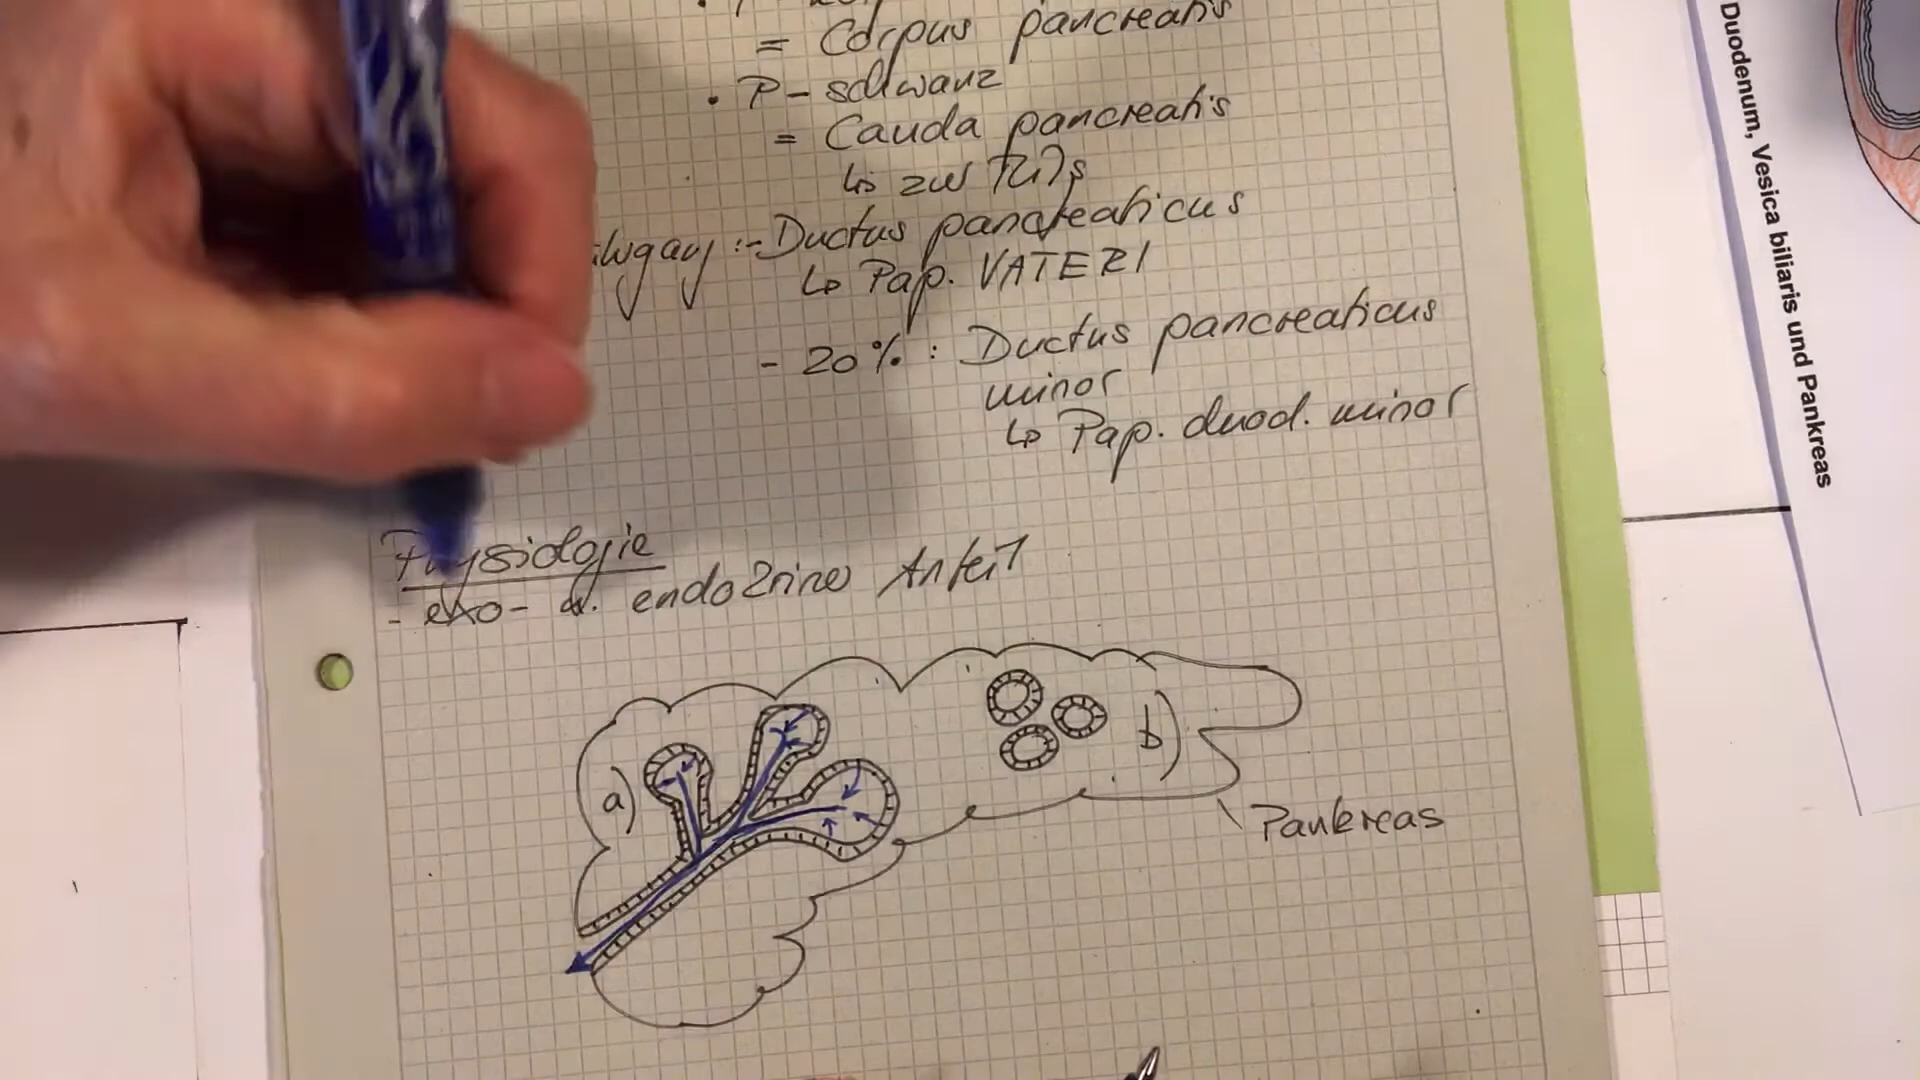 = Corpus pancreatis
• P-schwanz
= Cauda pancreatis
↳ zur Milz
:- Ductus pancreaticus
↳ Pap. VATERI
- 20% : Ductus pancreaticus
minor
↳ Pap. duod. minor
Physiologie
- exo- u. endokriner Anteil
a)
b)
Pankreas
Duodenum, Vesica biliaris und Pankreas